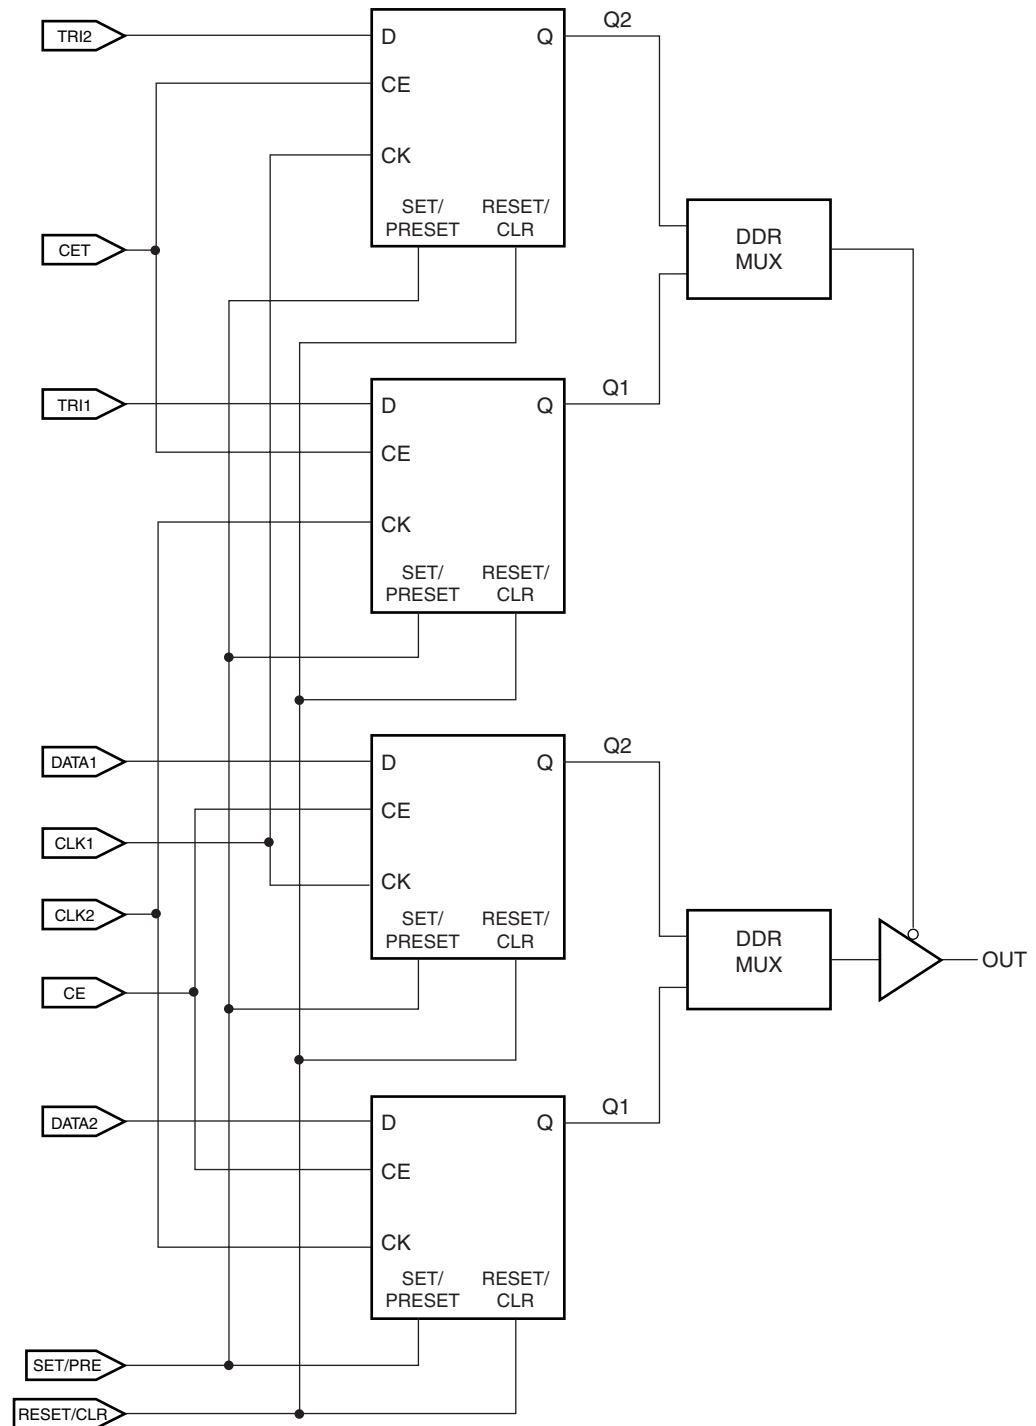 Q2
TRI2
D
Q
CE
CK
SET/
PRESET
RESET/
CLR
CET
DDR
MUX
Q1
TRI1
D
Q
CE
CK
SET/
PRESET
RESET/
CLR
Q2
DATA1
D
Q
CE
CLK1
CK
CLK2
SET/
PRESET
RESET/
CLR
DDR
MUX
OUT
CE
Q1
DATA2
D
Q
CE
CK
SET/
PRESET
RESET/
CLR
SET/PRE
RESET/CLR